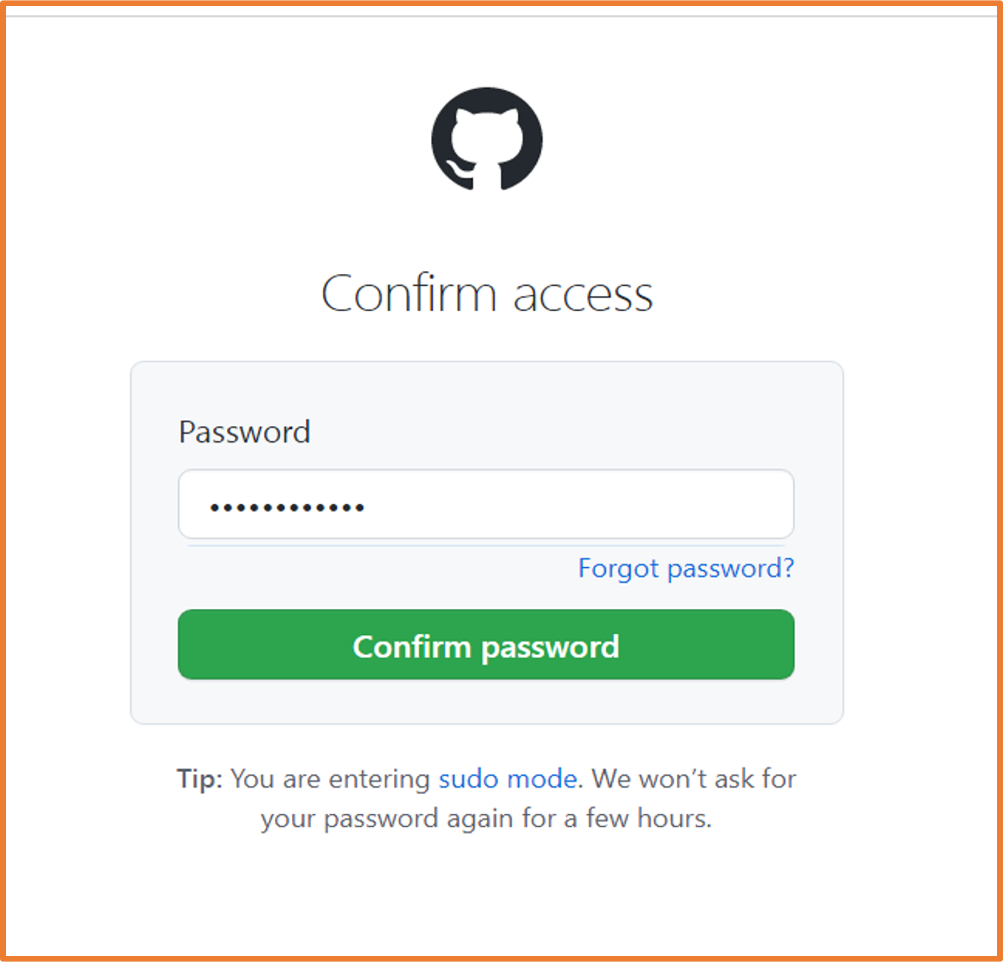 Confirm access
Password
••••••••••••
Forgot password?
Confirm password
Tip: You are entering sudo mode. We won’t ask for
your password again for a few hours.